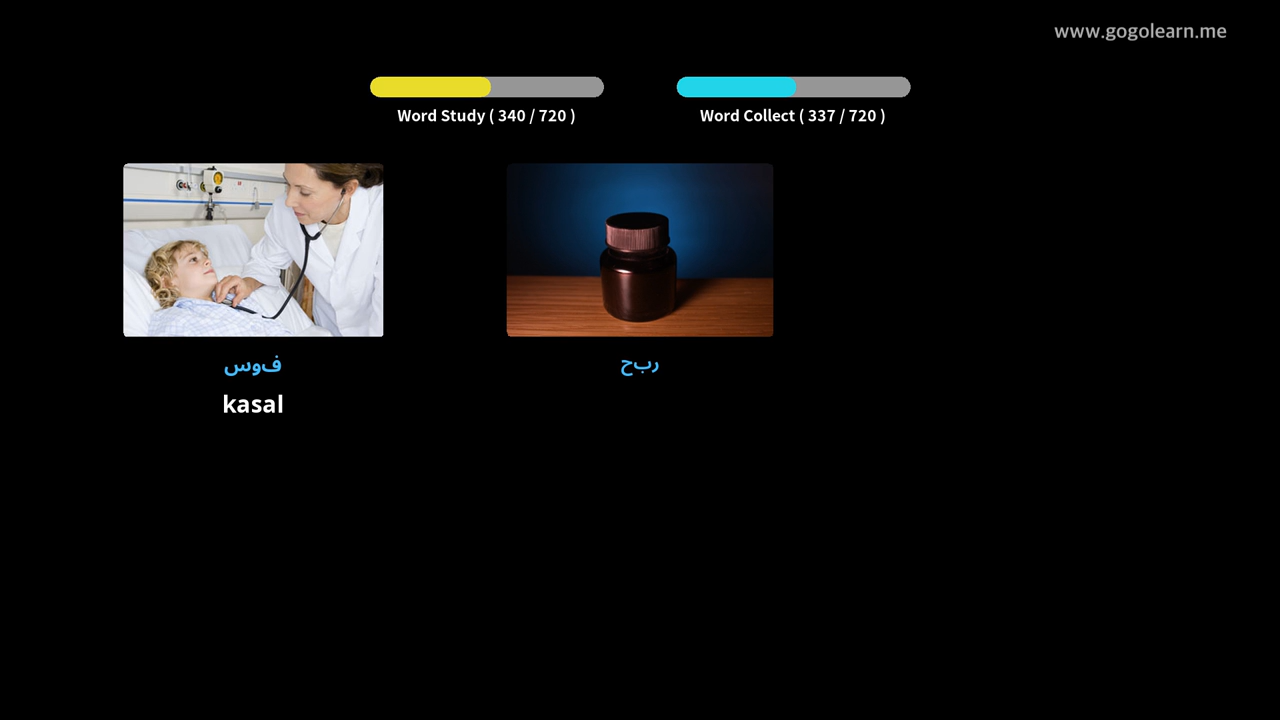 www.gogolearn.me
Word Study ( 340 / 720 )
Word Collect ( 337 / 720 )
فوس
ربح
kasal